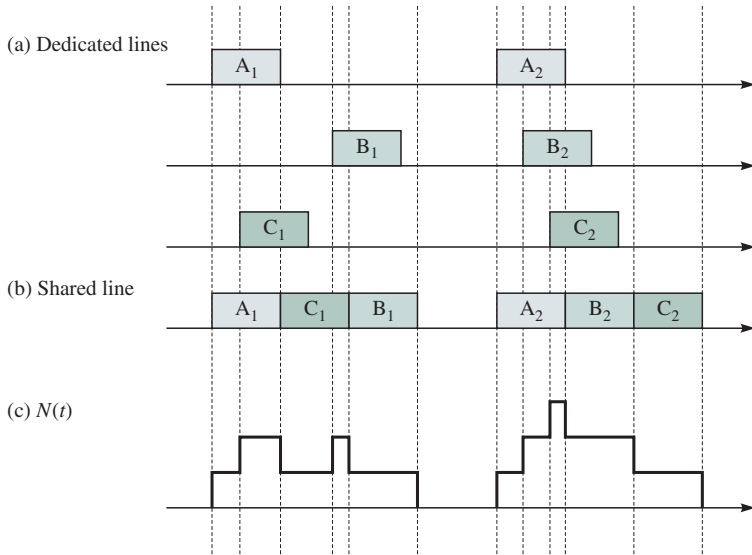 (a) Dedicated lines
A₁ A₂
B₁ B₂
C₁ C₂
(b) Shared line
A₁ C₁ B₁ A₂ B₂ C₂
(c) N(t)